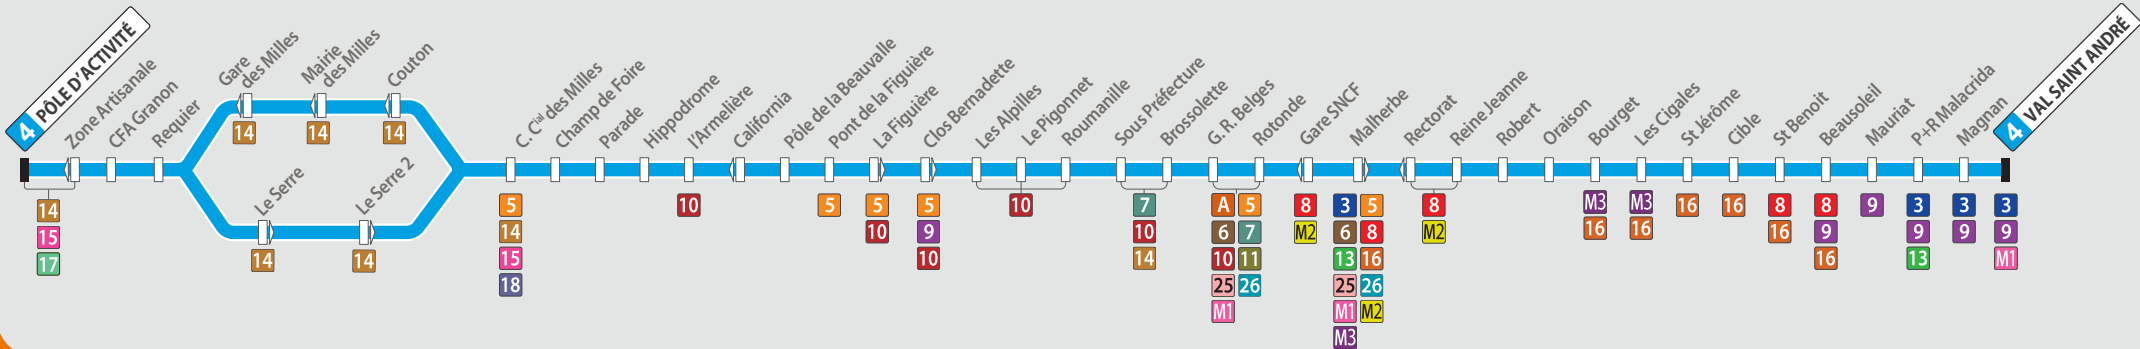 4 PÔLE D'ACTIVITÉ
Zone Artisanale
CFA Granon
Requier
Gare
des Milles
Mairie
des Milles
Couton
Le Serre
Le Serre 2
C. Cial des Milles
Champ de Foire
Parade
Hippodrome
l'Armelière
California
Pôle de la Beauvalle
Pont de la Figuière
La Figuière
Clos Bernadette
Les Alpilles
Le Pigonnet
Roumanille
Sous Préfecture
Brossolette
G. R. Belges
Rotonde
Gare SNCF
Malherbe
Rectorat
Reine Jeanne
Robert
Oraison
Bourget
Les Cigales
St Jérôme
Cible
St Benoit
Beausoleil
Mauriat
P+R Malacrida
Magnan
4 VAL SAINT ANDRÉ
14
15
17
14
14
14
14
14
5
14
15
18
10
5
5
10
5
9
10
10
7
10
14
A 5
6 7
10 11
25 26
M1
8
M2
3 5
6 8
13 16
25 26
M1 M2
M3
8
M2
M3
16
M3
16
16
16
8
16
8
9
16
9
3
9
13
3
9
3
9
M1